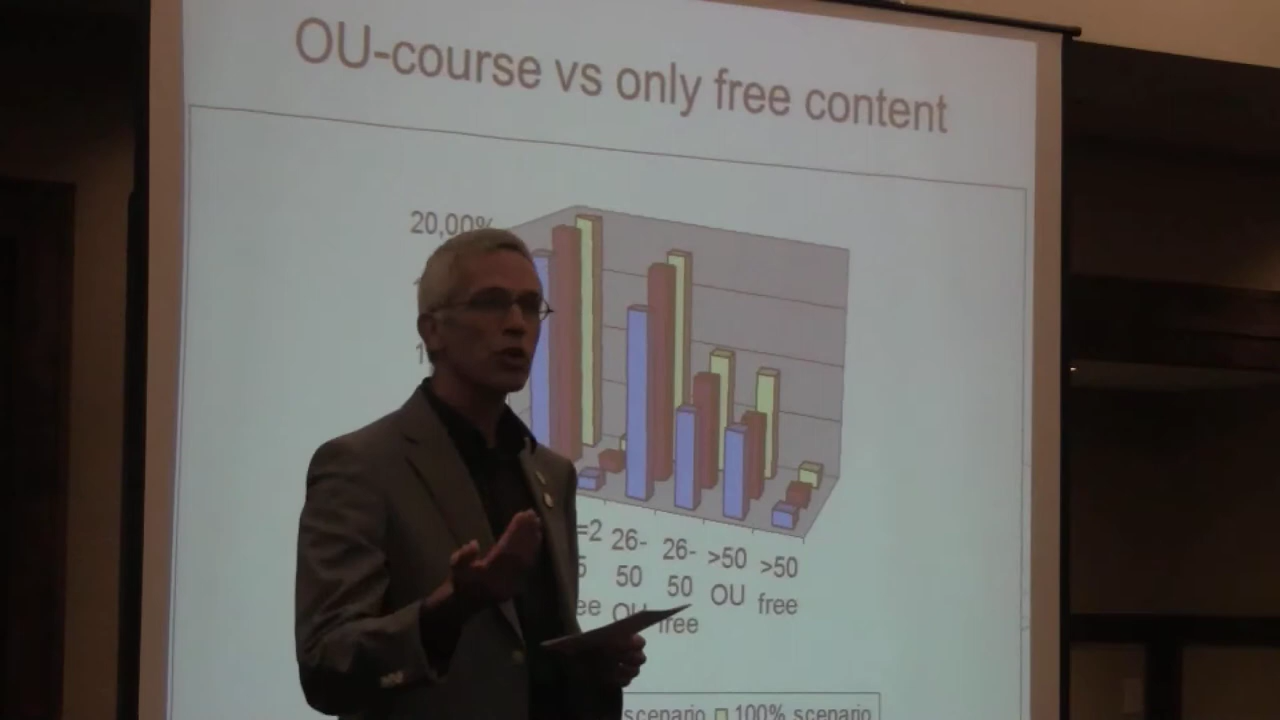 OU-course vs only free content
20,00%
26-
50
OU
26-
50
free
>50
OU
>50
free
scenario 100% scenario